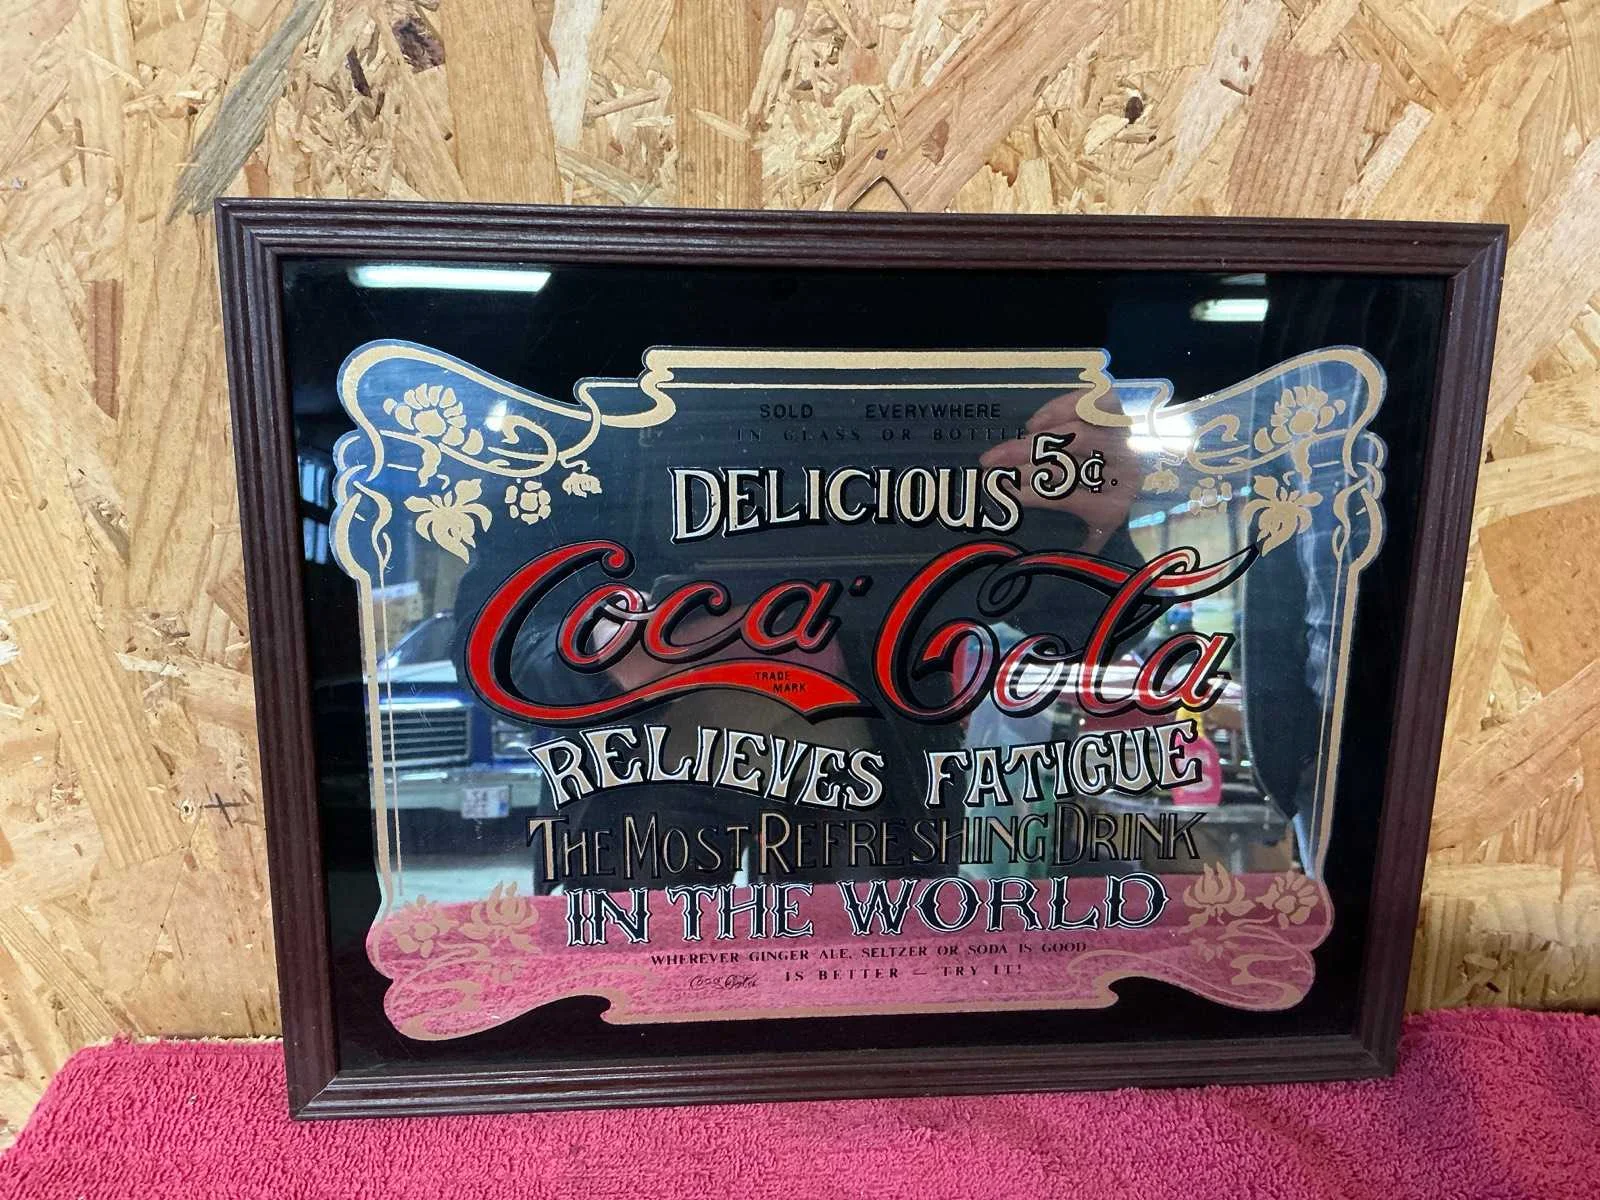 SOLD EVERYWHERE
IN GLASS OR BOTTLE
DELICIOUS 5¢.
Coca-Cola
TRADE
MARK
RELIEVES FATIGUE
THE MOST REFRESHING DRINK
IN THE WORLD
WHEREVER GINGER ALE, SELTZER OR SODA IS GOOD
Coca-Cola IS BETTER — TRY IT!